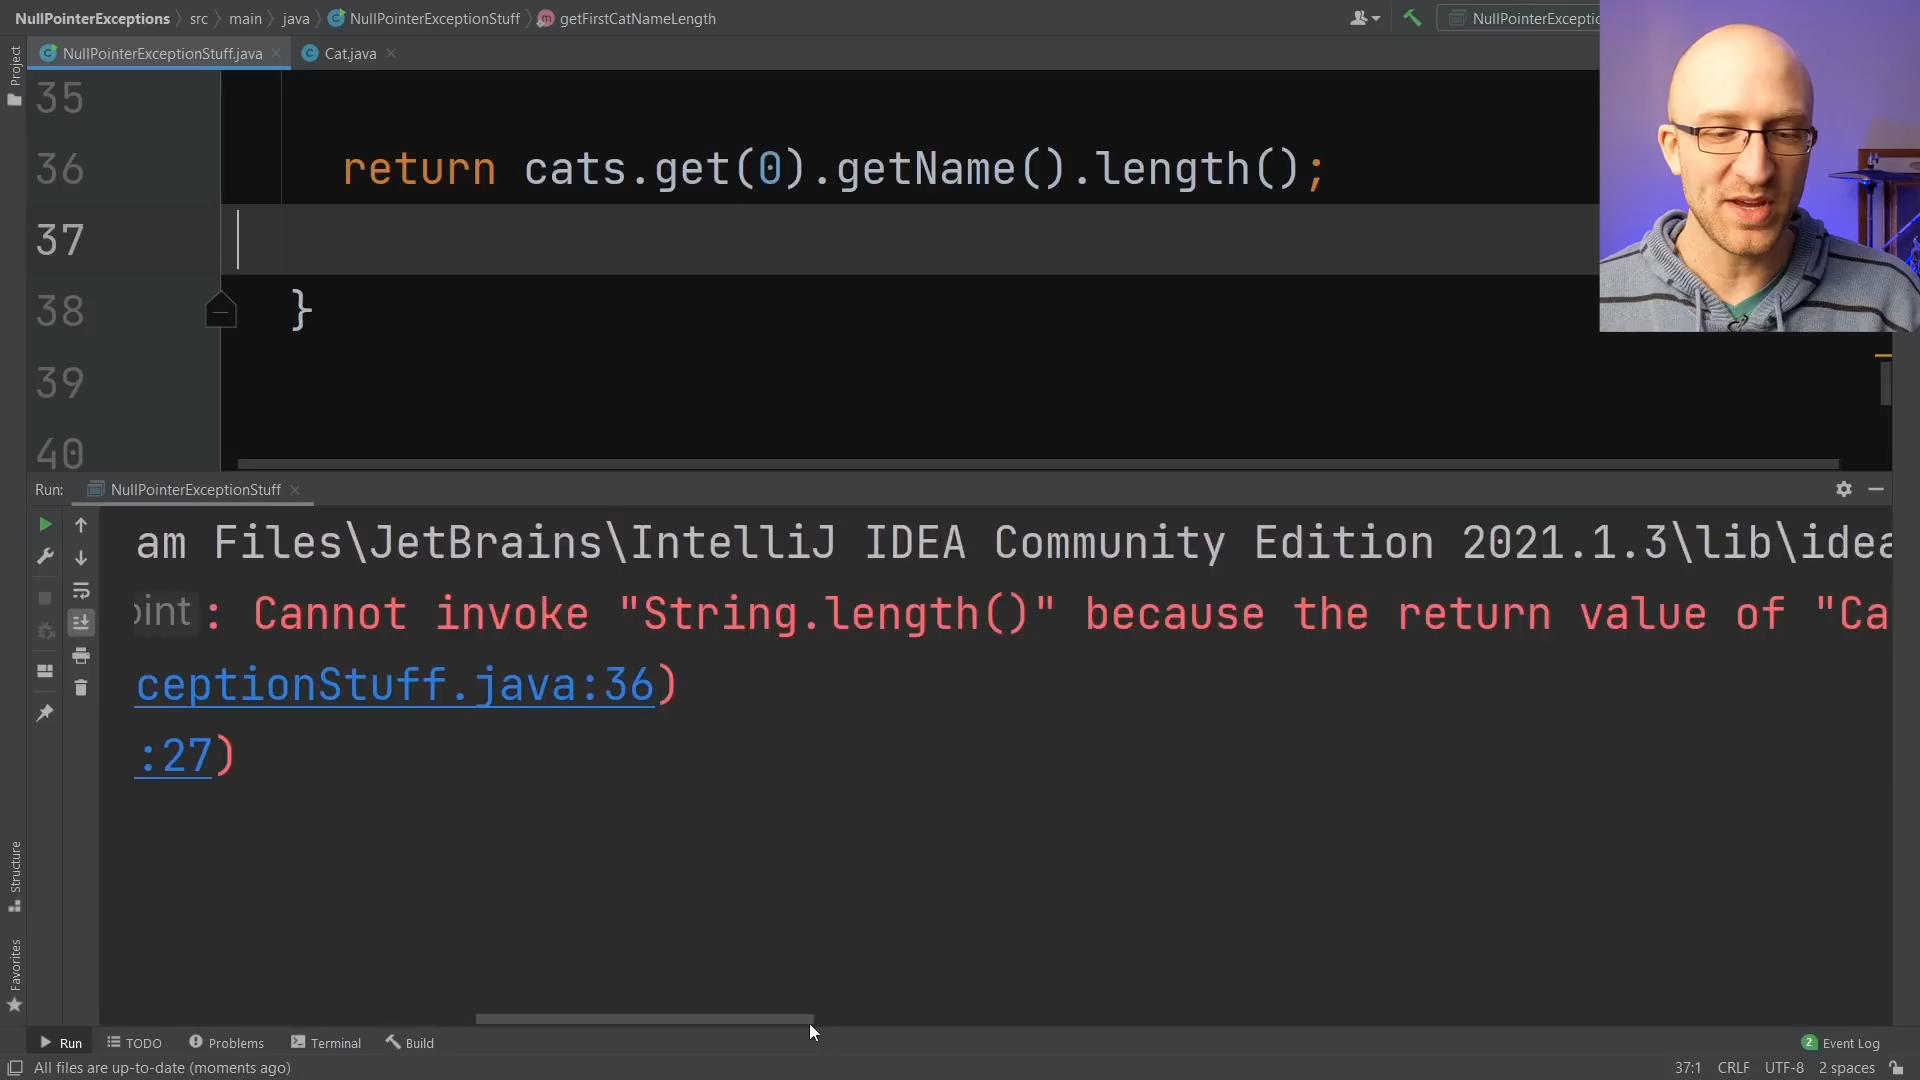 NullPointerExceptions src main java NullPointerExceptionStuff getFirstCatNameLength
NullPointerExceptio
NullPointerExceptionStuff.java Cat.java
Project
35
36 return cats.get(0).getName().length();
37
38 }
39
40
Run: NullPointerExceptionStuff
am Files\JetBrains\IntelliJ IDEA Community Edition 2021.1.3\lib\idea
oint: Cannot invoke "String.length()" because the return value of "Ca
ceptionStuff.java:36)
:27)
Structure
Favorites
Run TODO Problems Terminal Build
2 Event Log
All files are up-to-date (moments ago)
37:1 CRLF UTF-8 2 spaces